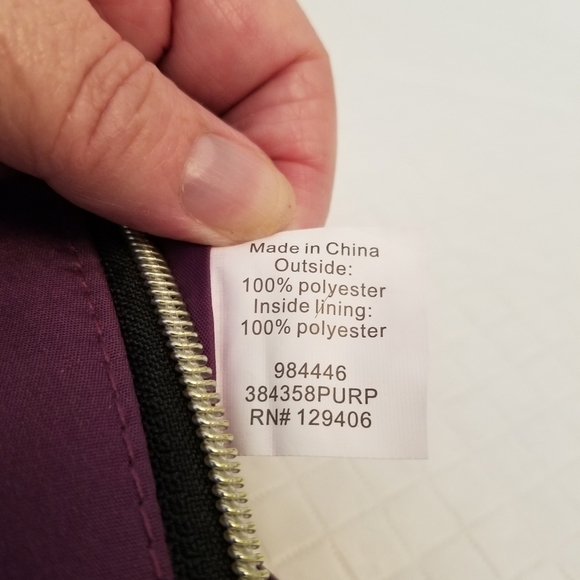 Made in China
Outside:
100% polyester
Inside lining:
100% polyester
984446
384358PURP
RN# 129406